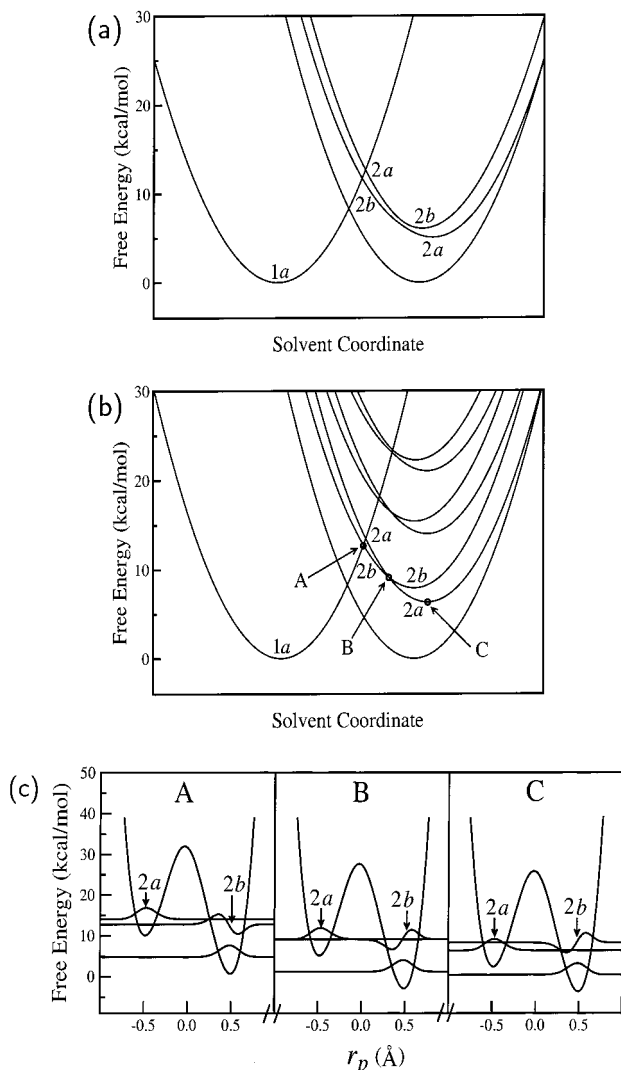 (a)
Free Energy (kcal/mol)
30
20
10
0
2a
2b
2b
2a
1a
Solvent Coordinate
(b)
Free Energy (kcal/mol)
30
20
10
0
2a
A
2b
2b
1a
2a
B
C
Solvent Coordinate
(c)
Free Energy (kcal/mol)
50
40
30
20
10
0
A B C
2a 2b 2a 2b 2a 2b
-0.5 0.0 0.5 -0.5 0.0 0.5 -0.5 0.0 0.5
rₚ (Å)